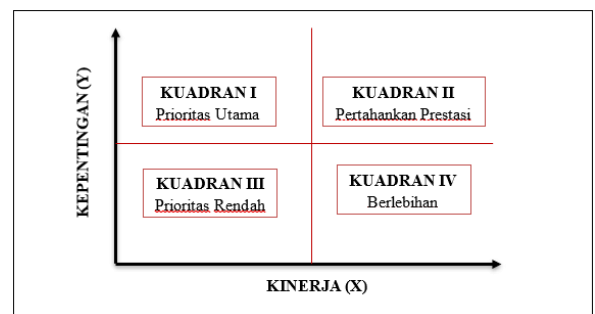 KEPENTINGAN (Y)
KUADRAN I
Prioritas Utama
KUADRAN II
Pertahankan Prestasi
KUADRAN III
Prioritas Rendah
KUADRAN IV
Berlebihan
KINERJA (X)